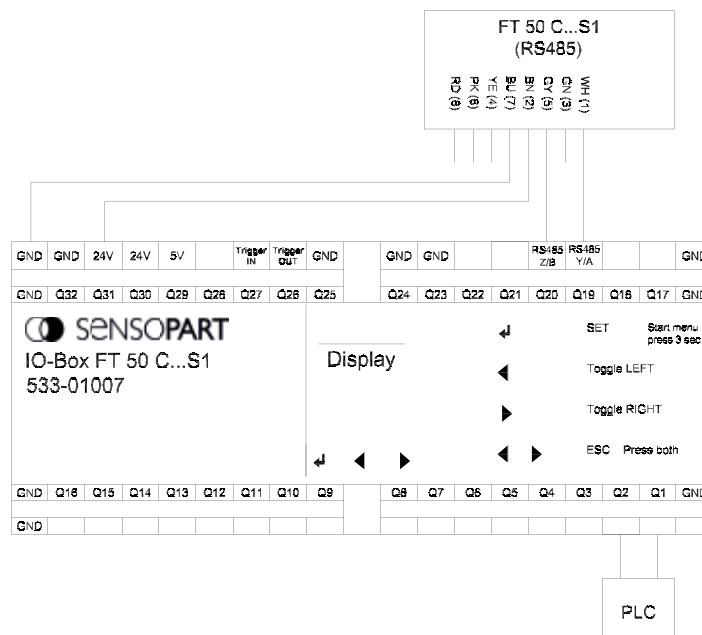 FT 50 C...S1
(RS485)
RD (8)
PK (6)
YE (4)
BU (7)
BN (2)
GY (5)
GN (3)
WH (1)
GND GND 24V 24V 5V Trigger IN Trigger OUT GND GND GND RS485 Z/B RS485 Y/A GND
GND Q32 Q31 Q30 Q29 Q28 Q27 Q26 Q25 Q24 Q23 Q22 Q21 Q20 Q19 Q18 Q17 GND
SENSOPART
IO-Box FT 50 C...S1
533-01007
Display
SET Start menu
press 3 sec
Toggle LEFT
Toggle RIGHT
ESC Press both
GND Q16 Q15 Q14 Q13 Q12 Q11 Q10 Q9 Q8 Q7 Q6 Q5 Q4 Q3 Q2 Q1 GND
GND
PLC